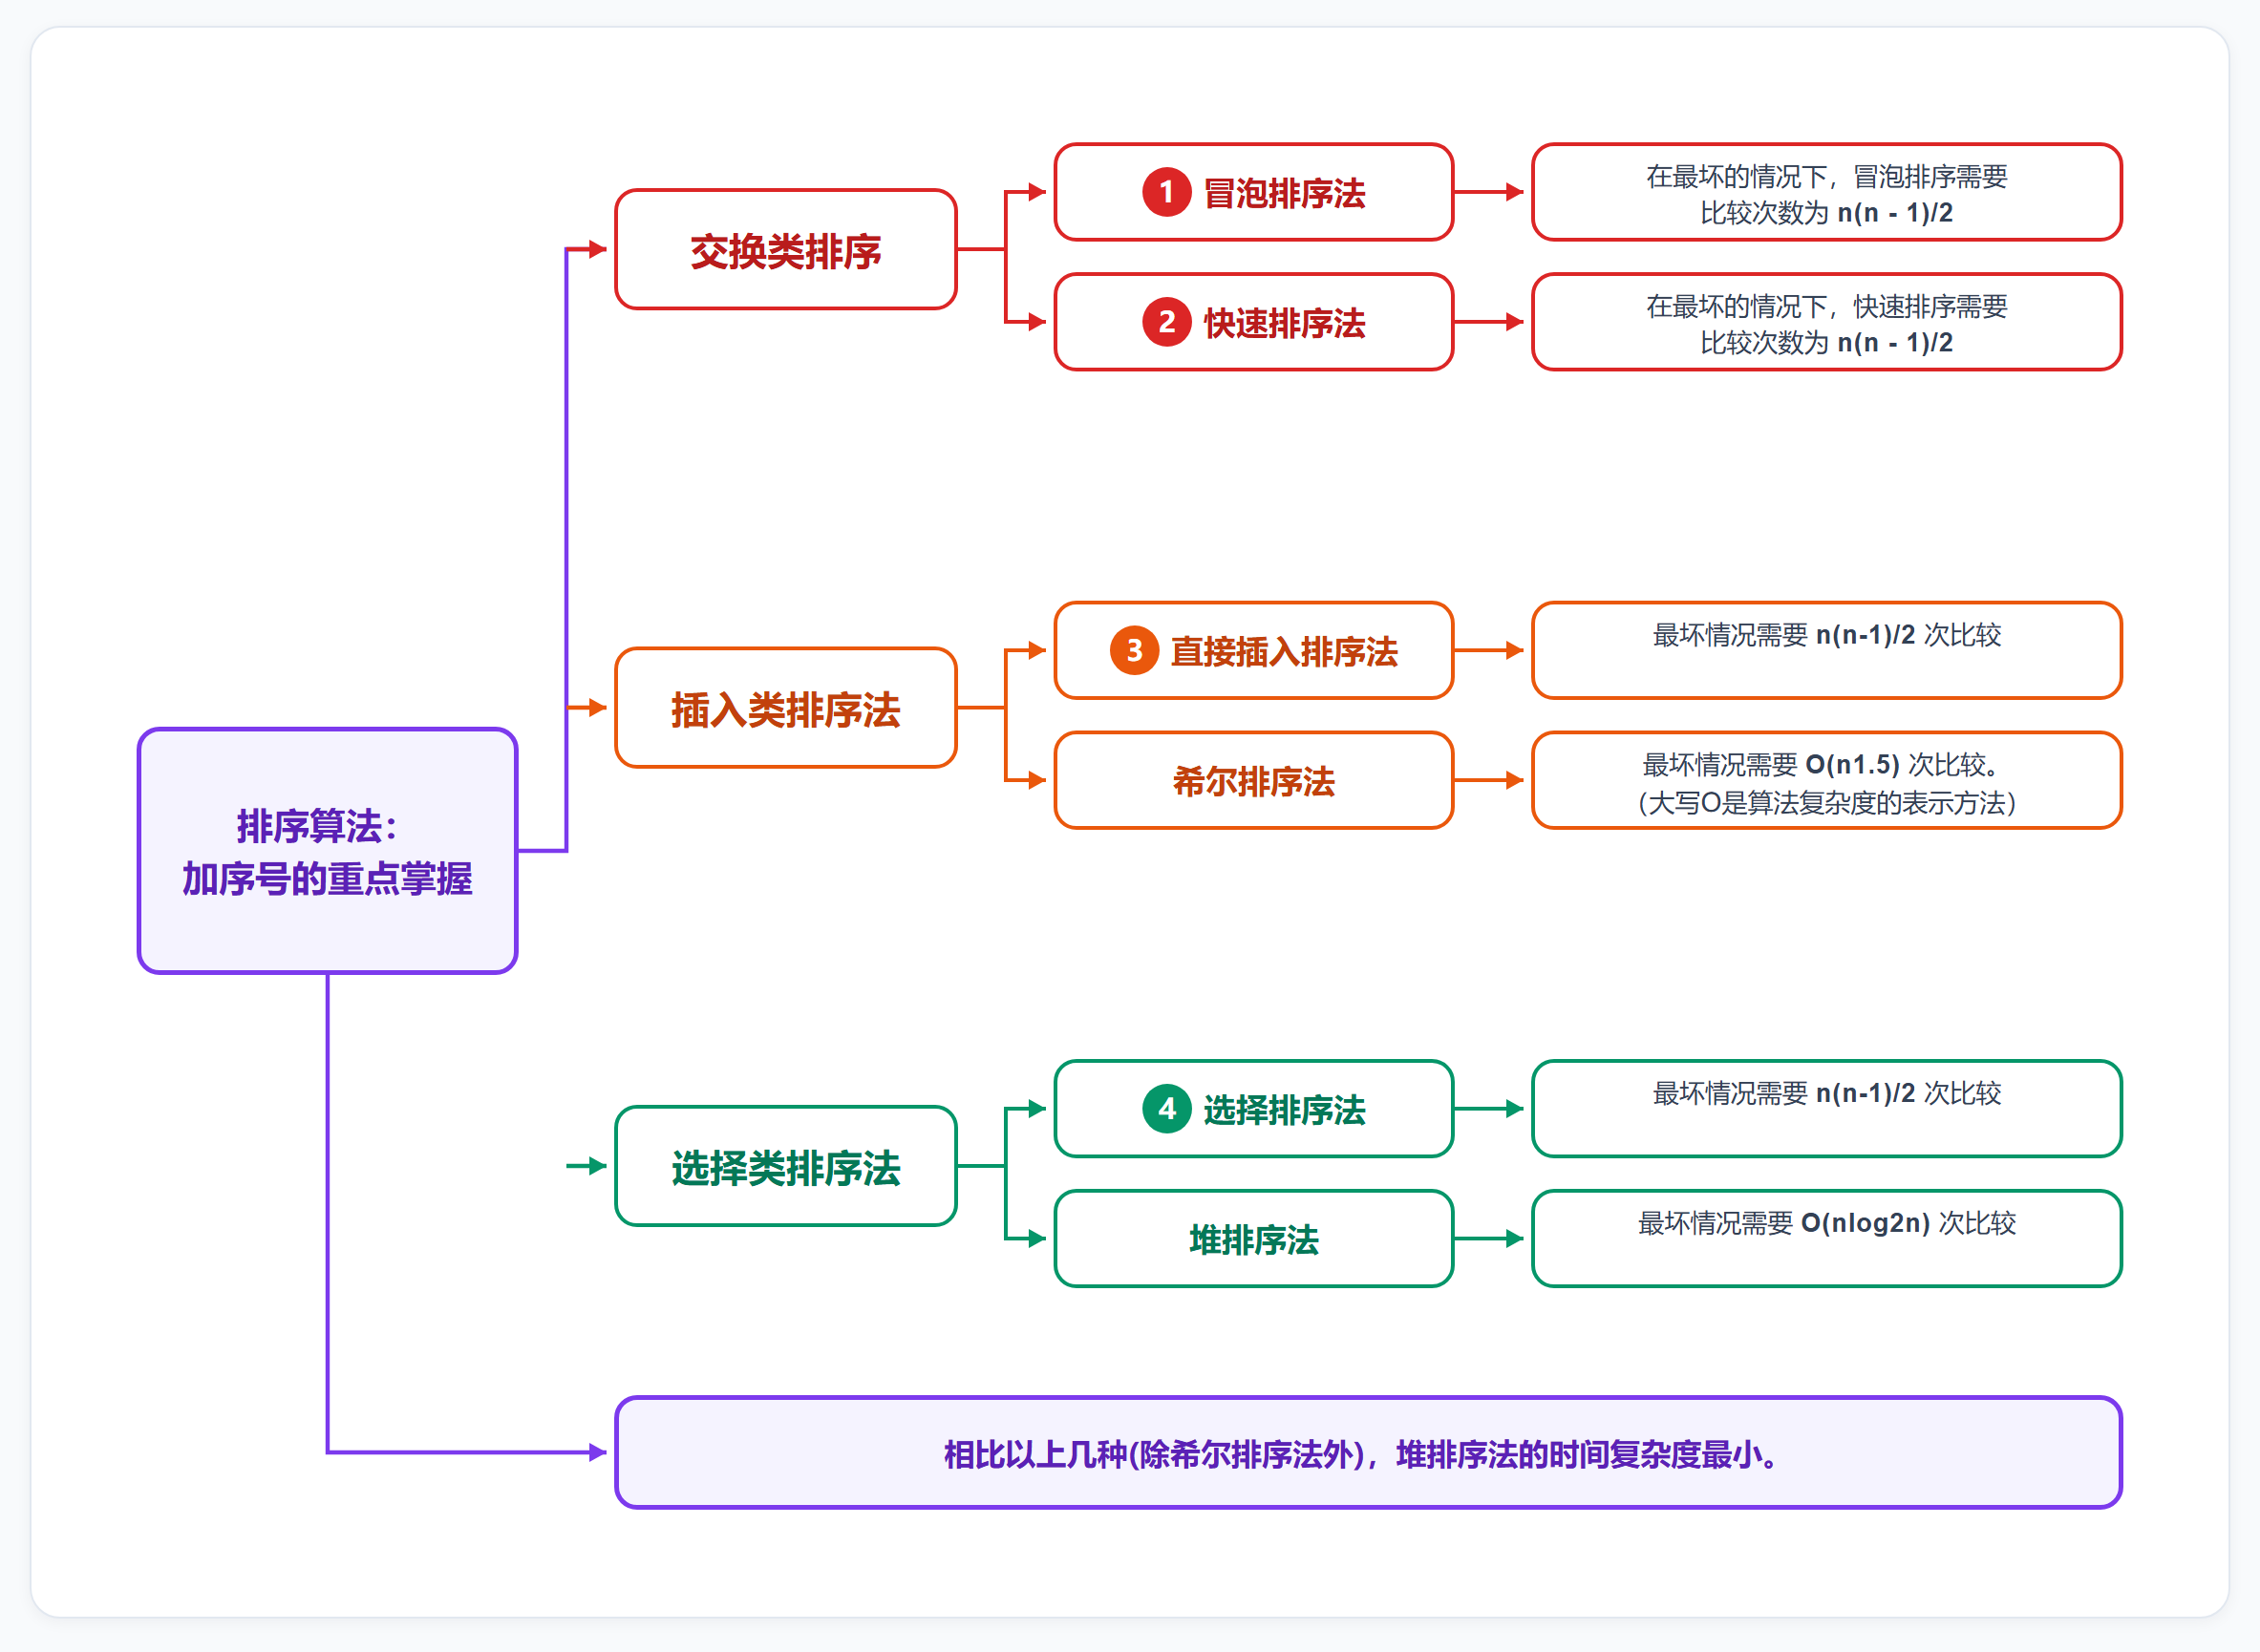 排序算法：
加序号的重点掌握
交换类排序
1 冒泡排序法
在最坏的情况下，冒泡排序需要
比较次数为 n(n - 1)/2
2 快速排序法
在最坏的情况下，快速排序需要
比较次数为 n(n - 1)/2
插入类排序法
3 直接插入排序法
最坏情况需要 n(n-1)/2 次比较
希尔排序法
最坏情况需要 O(n1.5) 次比较。
（大写O是算法复杂度的表示方法）
选择类排序法
4 选择排序法
最坏情况需要 n(n-1)/2 次比较
堆排序法
最坏情况需要 O(nlog2n) 次比较
相比以上几种(除希尔排序法外)，堆排序法的时间复杂度最小。